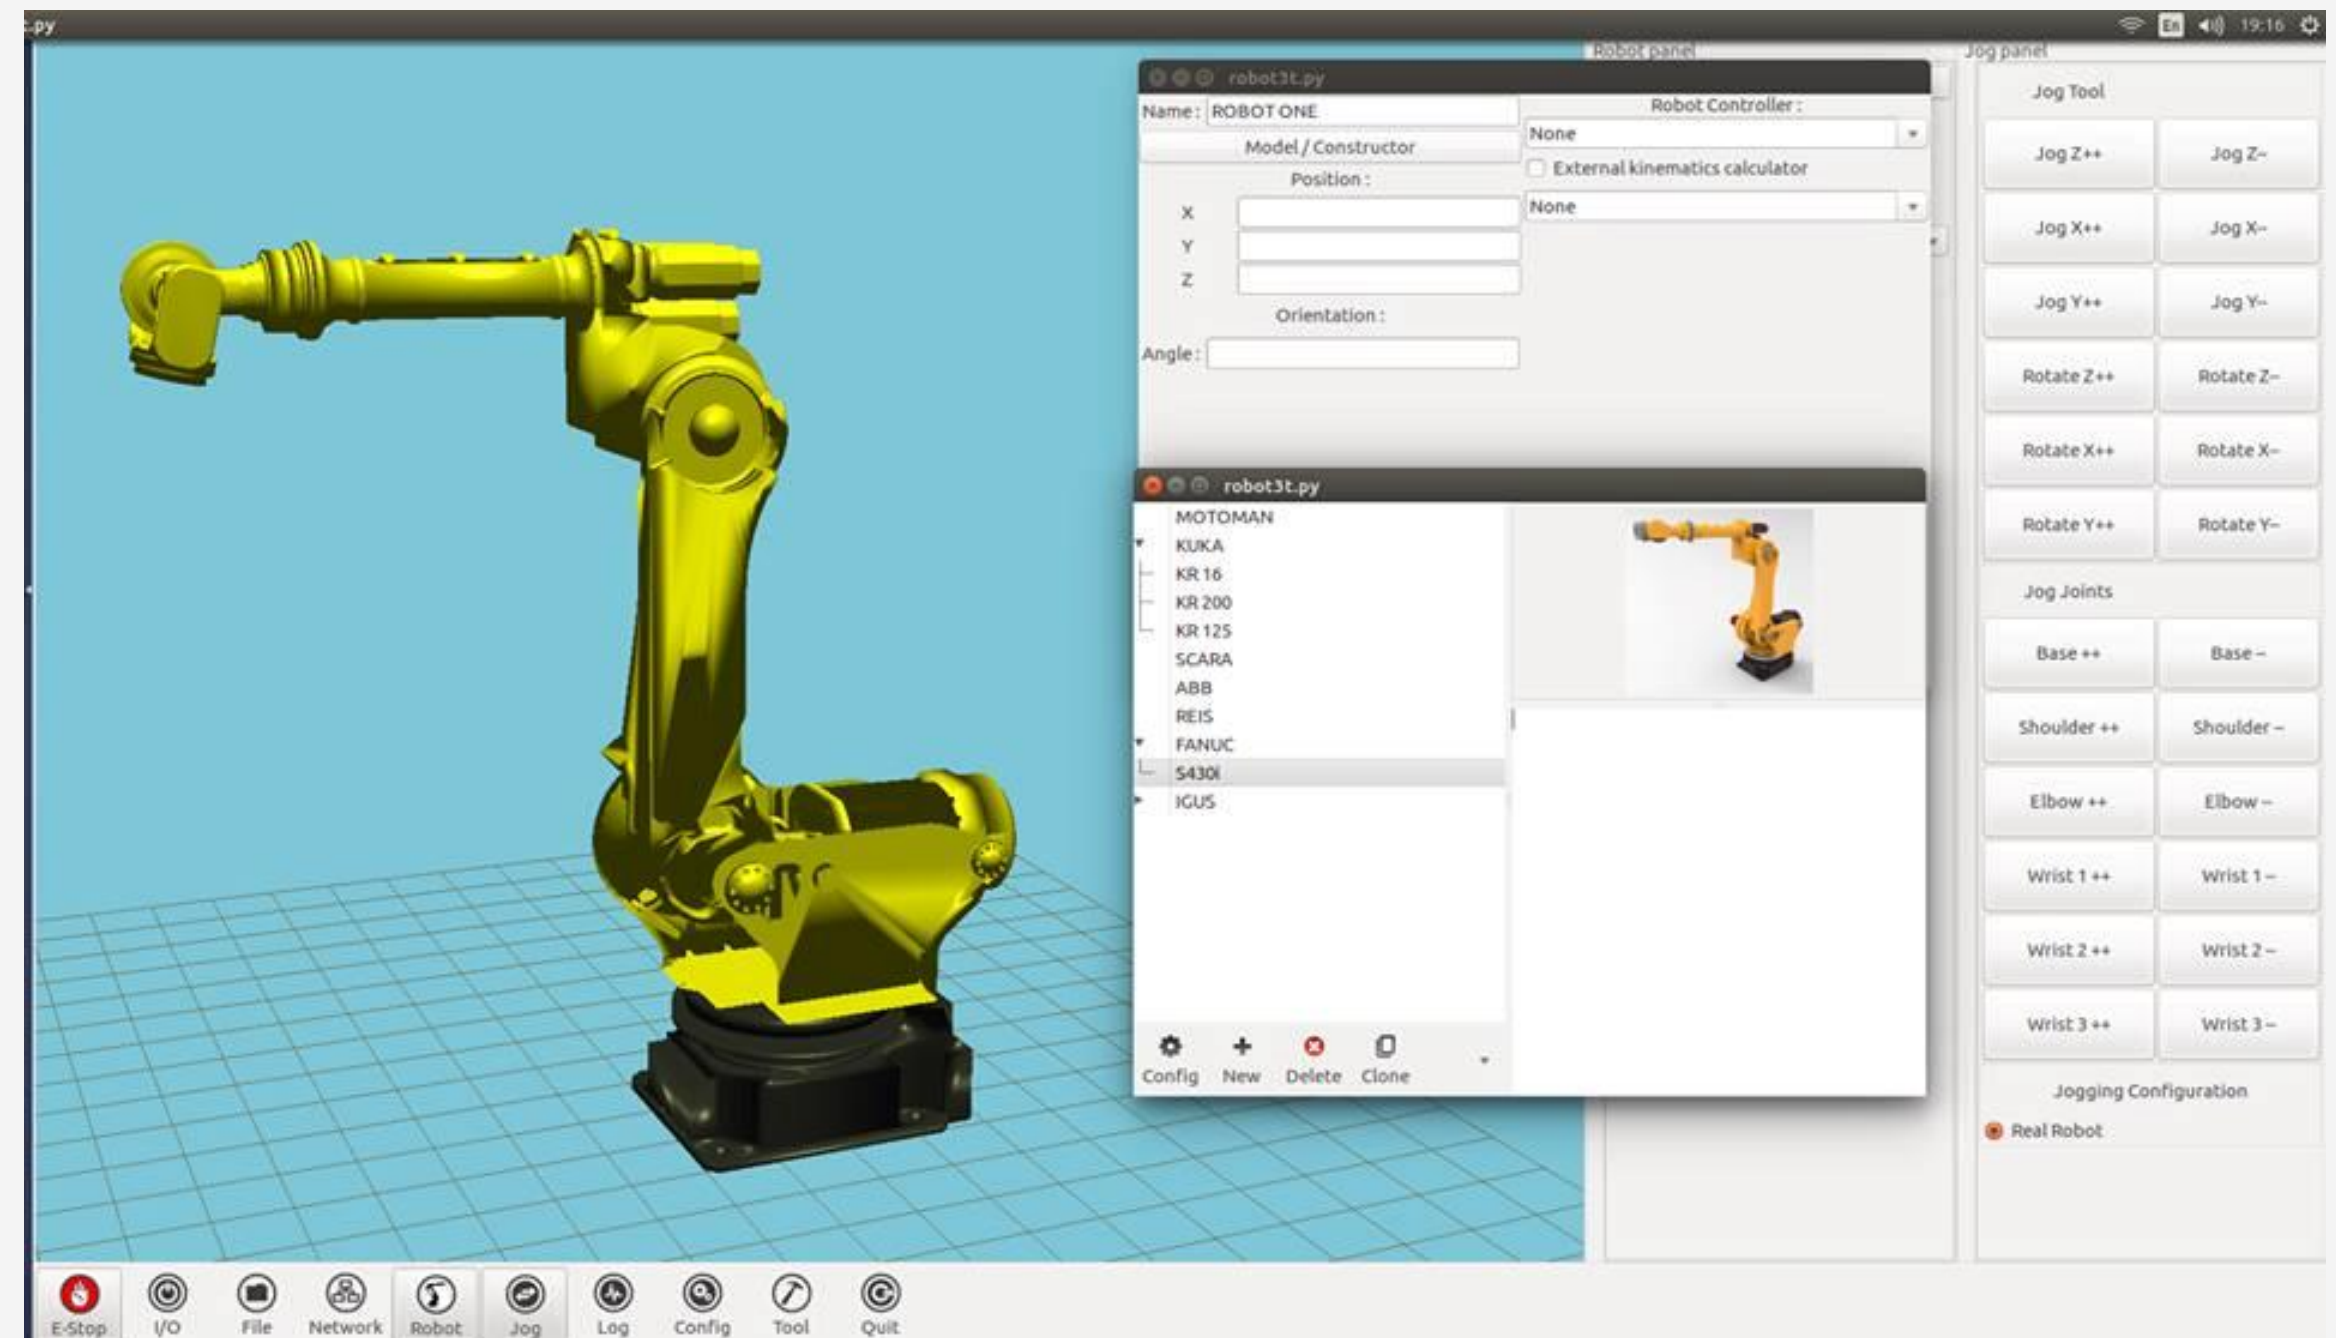 t.py
En 19:16
Robot panel
Jog panel
robot3t.py
Name: ROBOT ONE
Model / Constructor
Position:
X
Y
Z
Orientation:
Angle:
Robot Controller:
None
External kinematics calculator
None
robot3t.py
MOTOMAN
KUKA
KR 16
KR 200
KR 125
SCARA
ABB
REIS
FANUC
S430i
IGUS
Config New Delete Clone
Jog Tool
Jog Z++ Jog Z--
Jog X++ Jog X--
Jog Y++ Jog Y--
Rotate Z++ Rotate Z--
Rotate X++ Rotate X--
Rotate Y++ Rotate Y--
Jog Joints
Base ++ Base --
Shoulder ++ Shoulder --
Elbow ++ Elbow --
Wrist 1 ++ Wrist 1 --
Wrist 2 ++ Wrist 2 --
Wrist 3 ++ Wrist 3 --
Jogging Configuration
Real Robot
E-Stop I/O File Network Robot Jog Log Config Tool Quit